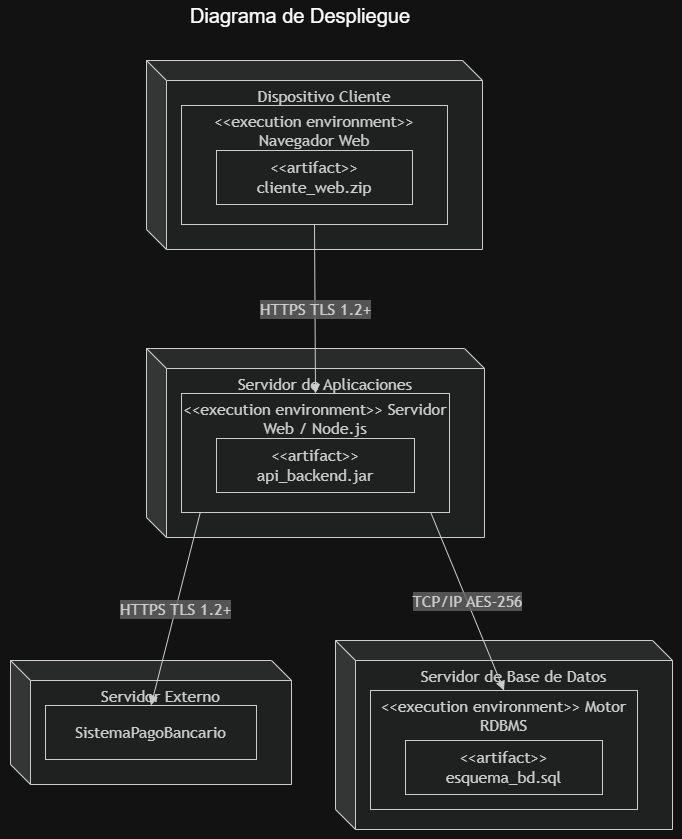 Diagrama de Despliegue
Dispositivo Cliente
<<execution environment>>
Navegador Web
<<artifact>>
cliente_web.zip
HTTPS TLS 1.2+
Servidor de Aplicaciones
<<execution environment>> Servidor
Web / Node.js
<<artifact>>
api_backend.jar
HTTPS TLS 1.2+
TCP/IP AES-256
Servidor Externo
SistemaPagoBancario
Servidor de Base de Datos
<<execution environment>> Motor
RDBMS
<<artifact>>
esquema_bd.sql